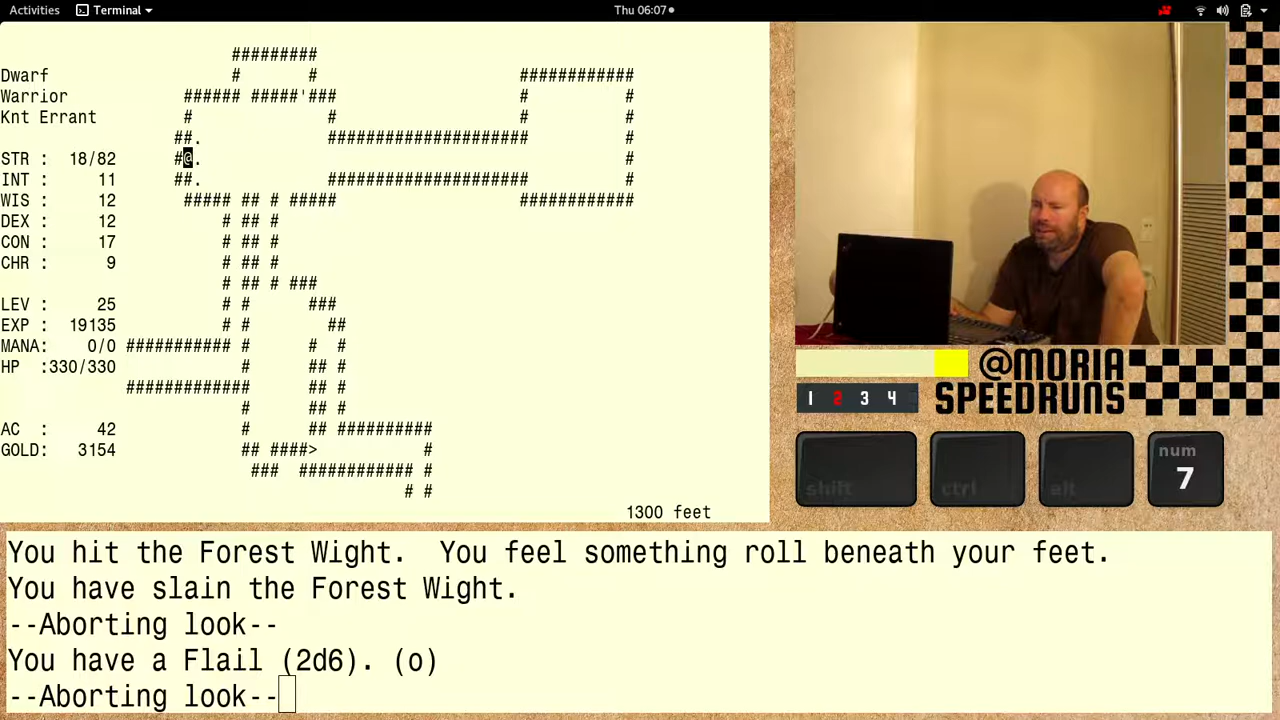 Activities Terminal Thu 06:07
#########
Dwarf # # ############
Warrior ###### #####'### # #
Knt Errant # # # #
##. ##################### #
STR : 18/82 #@. #
INT : 11 ##. ##################### #
WIS : 12 ##### ## # ##### ############
DEX : 12 # ## #
CON : 17 # ## #
CHR : 9 # ## #
# ## # ###
LEV : 25 # # ###
EXP : 19135 # # ##
MANA: 0/0 ########### # # #
HP :330/330 # ## #
############# ## #
# ## #
AC : 42 # ## ##########
GOLD: 3154 ## ####> #
### ############# #
# #
1300 feet
@MORIA
SPEEDRUNS
1 2 3 4
shift ctrl alt num
7
You hit the Forest Wight. You feel something roll beneath your feet.
You have slain the Forest Wight.
--Aborting look--
You have a Flail (2d6). (o)
--Aborting look--